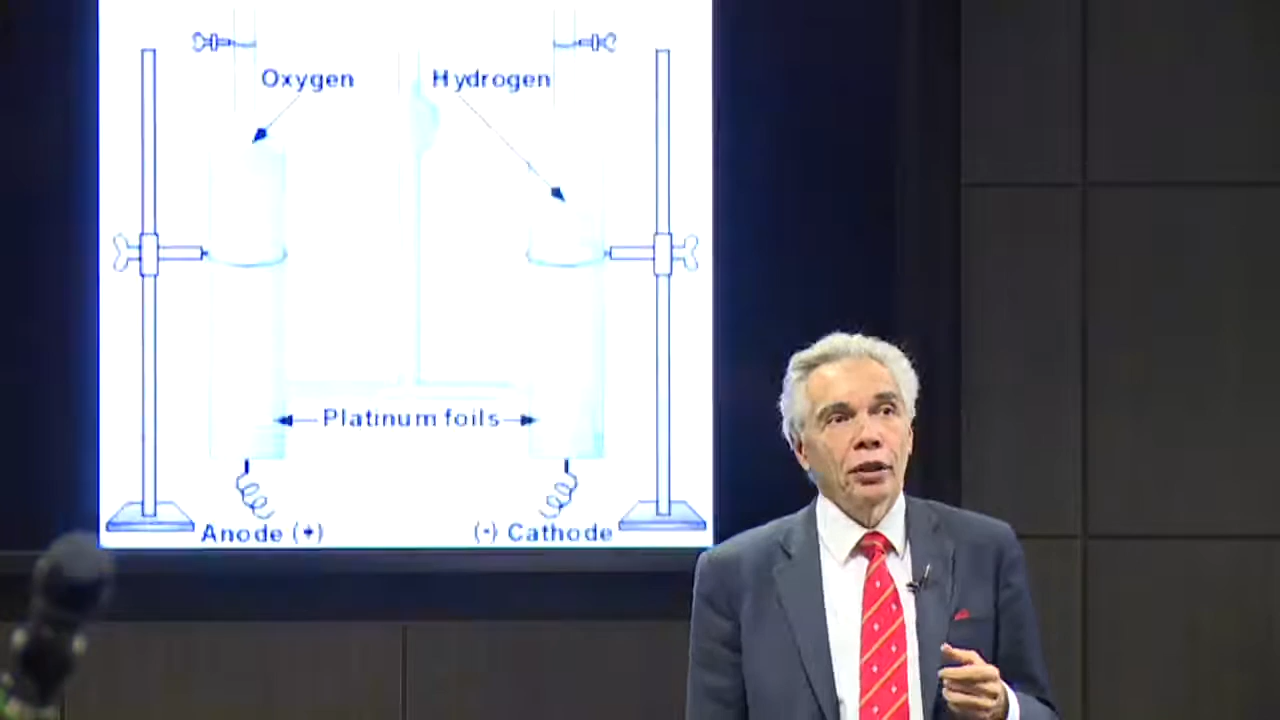 Oxygen
Hydrogen
Platinum foils
Anode (+)
(-) Cathode